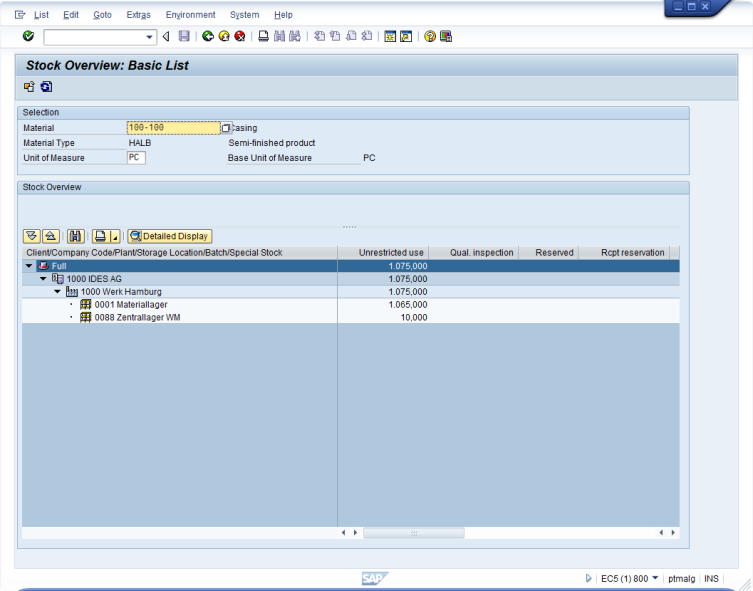 List Edit Goto Extras Environment System Help
Stock Overview: Basic List
Selection
Material 100-100 Casing
Material Type HALB Semi-finished product
Unit of Measure PC Base Unit of Measure PC
Stock Overview
Detailed Display
Client/Company Code/Plant/Storage Location/Batch/Special Stock Unrestricted use Qual. inspection Reserved Rcpt reservation
Full 1.075,000
1000 IDES AG 1.075,000
1000 Werk Hamburg 1.075,000
0001 Materiallager 1.065,000
0088 Zentrallager WM 10,000
SAP EC5 (1) 800 ptmalg INS